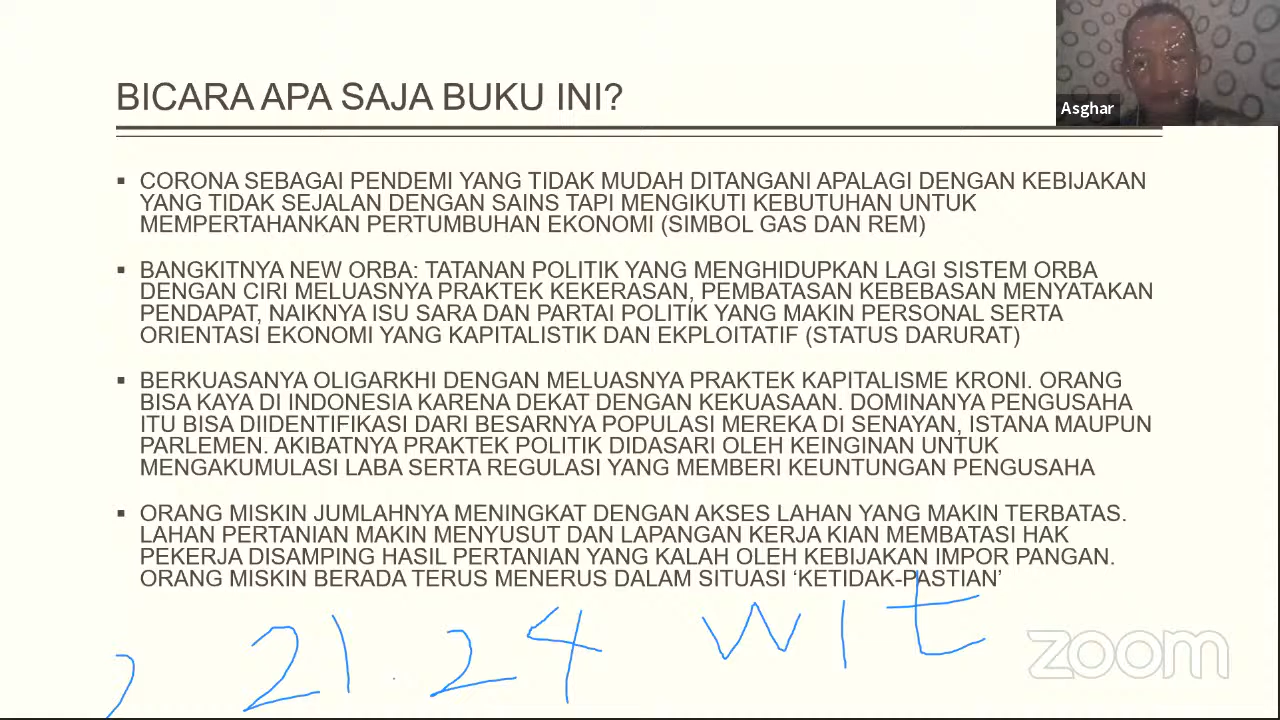 BICARA APA SAJA BUKU INI?
Asghar
▪ CORONA SEBAGAI PENDEMI YANG TIDAK MUDAH DITANGANI APALAGI DENGAN KEBIJAKAN
YANG TIDAK SEJALAN DENGAN SAINS TAPI MENGIKUTI KEBUTUHAN UNTUK
MEMPERTAHANKAN PERTUMBUHAN EKONOMI (SIMBOL GAS DAN REM)
▪ BANGKITNYA NEW ORBA: TATANAN POLITIK YANG MENGHIDUPKAN LAGI SISTEM ORBA
DENGAN CIRI MELUASNYA PRAKTEK KEKERASAN, PEMBATASAN KEBEBASAN MENYATAKAN
PENDAPAT, NAIKNYA ISU SARA DAN PARTAI POLITIK YANG MAKIN PERSONAL SERTA
ORIENTASI EKONOMI YANG KAPITALISTIK DAN EKPLOITATIF (STATUS DARURAT)
▪ BERKUASANYA OLIGARKHI DENGAN MELUASNYA PRAKTEK KAPITALISME KRONI. ORANG
BISA KAYA DI INDONESIA KARENA DEKAT DENGAN KEKUASAAN. DOMINANYA PENGUSAHA
ITU BISA DIIDENTIFIKASI DARI BESARNYA POPULASI MEREKA DI SENAYAN, ISTANA MAUPUN
PARLEMEN. AKIBATNYA PRAKTEK POLITIK DIDASARI OLEH KEINGINAN UNTUK
MENGAKUMULASI LABA SERTA REGULASI YANG MEMBERI KEUNTUNGAN PENGUSAHA
▪ ORANG MISKIN JUMLAHNYA MENINGKAT DENGAN AKSES LAHAN YANG MAKIN TERBATAS.
LAHAN PERTANIAN MAKIN MENYUSUT DAN LAPANGAN KERJA KIAN MEMBATASI HAK
PEKERJA DISAMPING HASIL PERTANIAN YANG KALAH OLEH KEBIJAKAN IMPOR PANGAN.
ORANG MISKIN BERADA TERUS MENERUS DALAM SITUASI ‘KETIDAK-PASTIAN’
21.24 wit
zoom